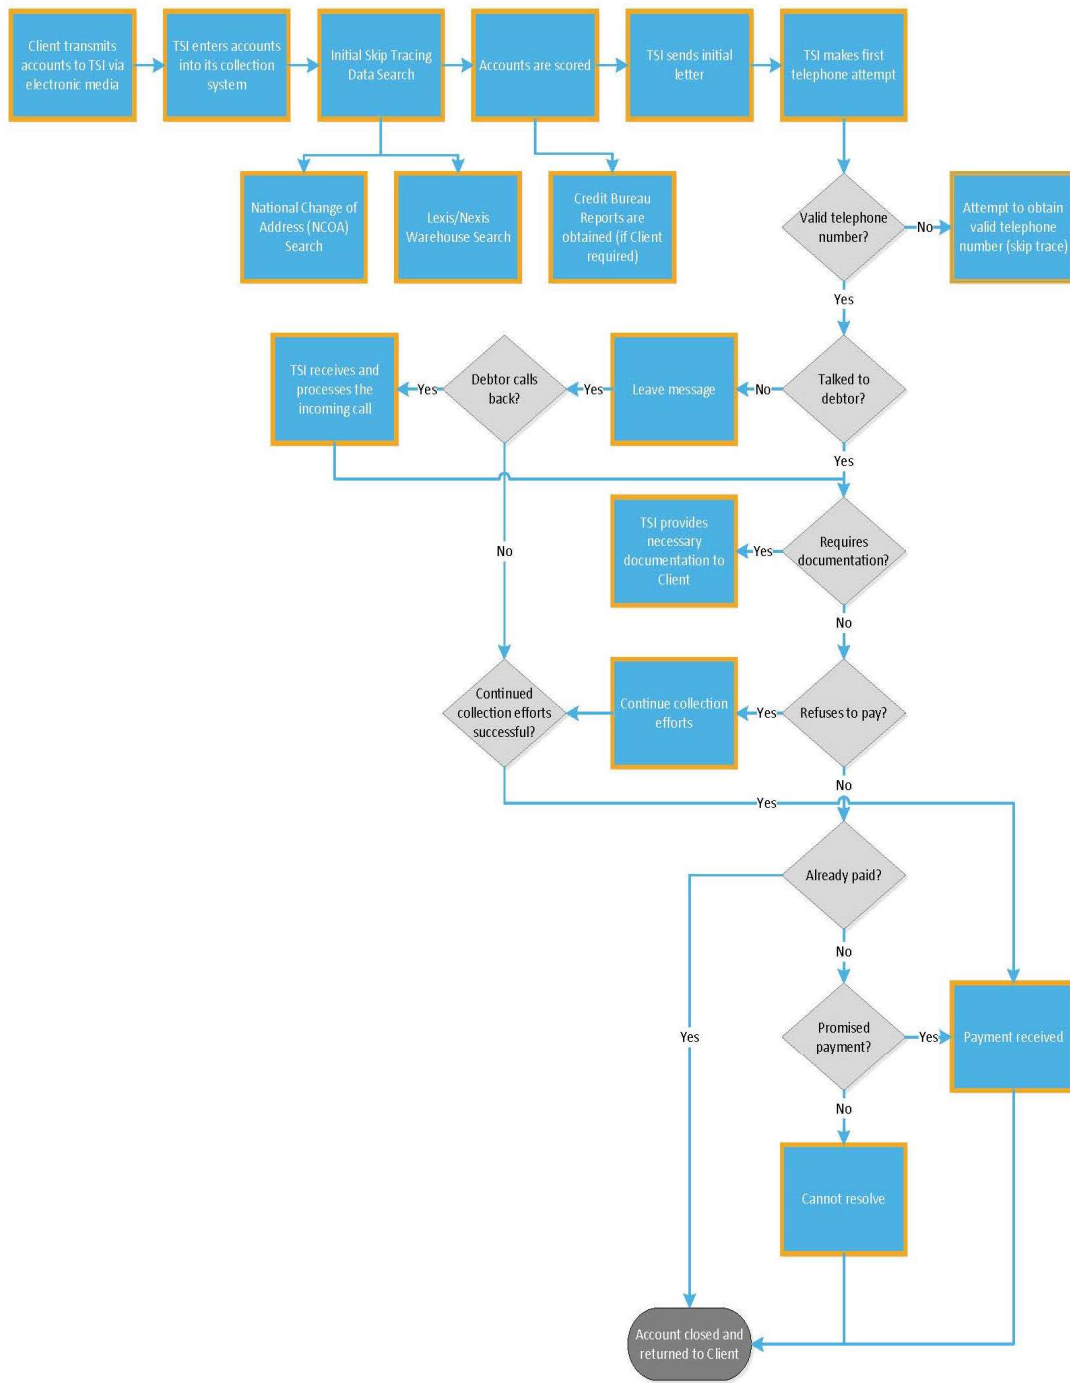 Client transmits
accounts to TSI via
electronic media
TSI enters accounts
into its collection
system
Initial Skip Tracing
Data Search
Accounts are scored
TSI sends initial
letter
TSI makes first
telephone attempt
National Change of
Address (NCOA)
Search
Lexis/Nexis
Warehouse Search
Credit Bureau
Reports are
obtained (if Client
required)
Valid telephone
number?
No
Attempt to obtain
valid telephone
number (skip trace)
Yes
TSI receives and
processes the
incoming call
Yes
Debtor calls
back?
Yes
Leave message
No
Talked to
debtor?
Yes
No
TSI provides
necessary
documentation to
Client
Yes
Requires
documentation?
No
Continued
collection efforts
successful?
Continue collection
efforts
Yes
Refuses to pay?
No
Yes
Already paid?
No
Yes
Promised
payment?
Yes
Payment received
No
Cannot resolve
Account closed and
returned to Client